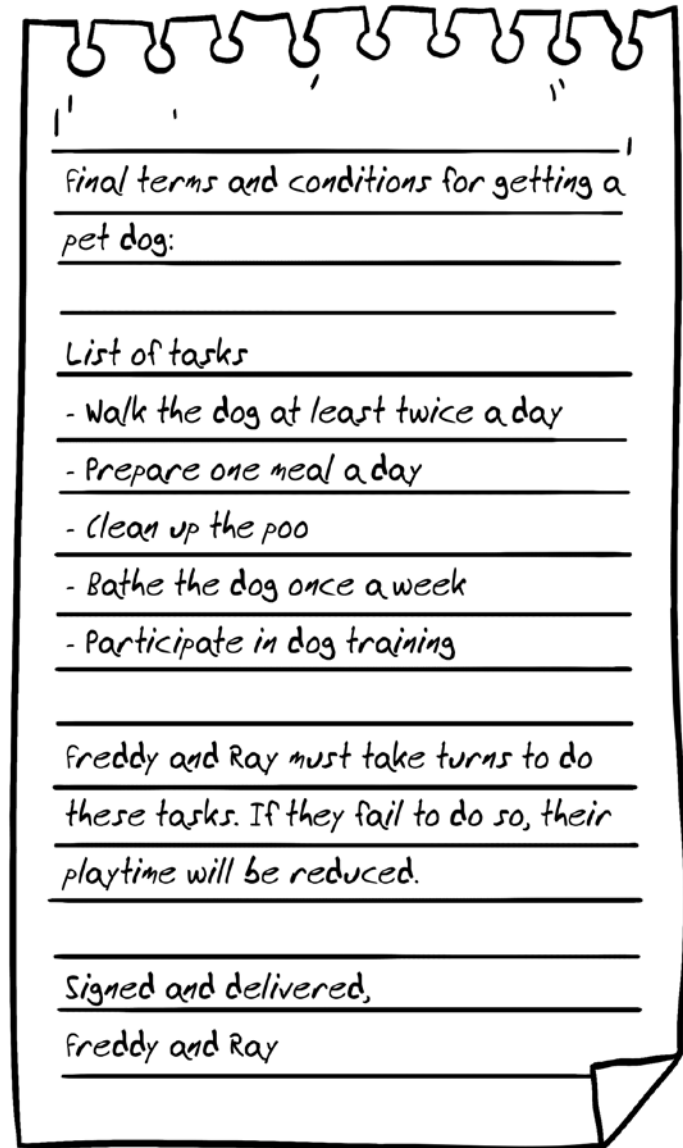 Final terms and conditions for getting a
pet dog:
List of tasks
- Walk the dog at least twice a day
- Prepare one meal a day
- Clean up the poo
- Bathe the dog once a week
- Participate in dog training
Freddy and Ray must take turns to do
these tasks. If they fail to do so, their
playtime will be reduced.
Signed and delivered,
Freddy and Ray